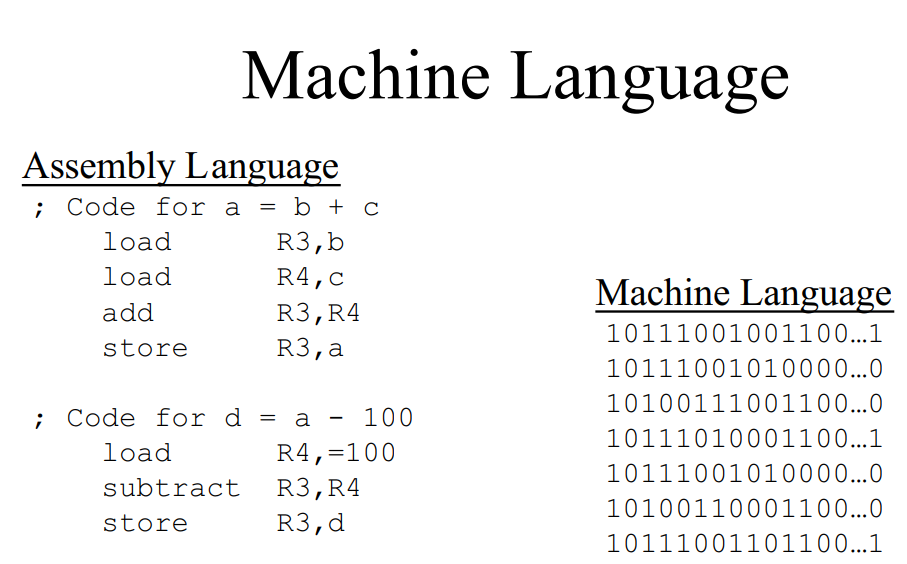 Machine Language
Assembly Language
; Code for a = b + c
load R3,b
load R4,c
add R3,R4
store R3,a
; Code for d = a - 100
load R4,=100
subtract R3,R4
store R3,d
Machine Language
10111001001100…1
10111001010000…0
10100111001100…0
10111010001100…1
10111001010000…0
10100110001100…0
10111001101100…1